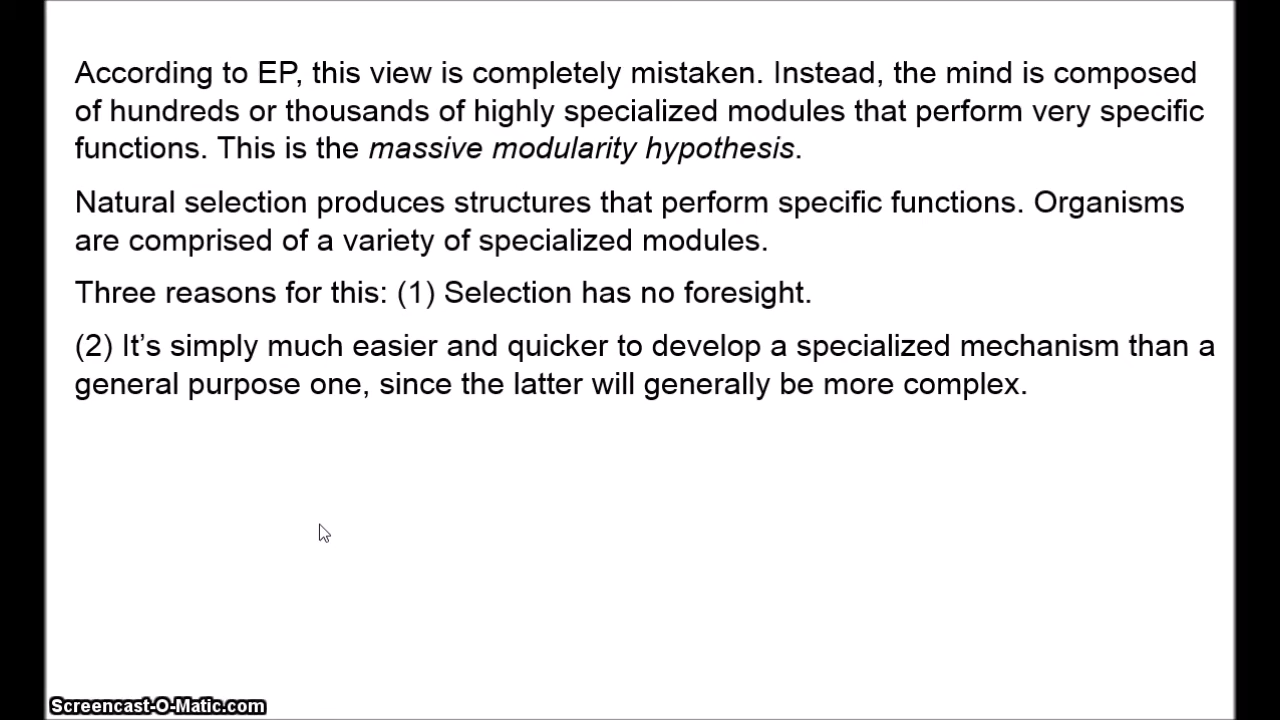 According to EP, this view is completely mistaken. Instead, the mind is composed
of hundreds or thousands of highly specialized modules that perform very specific
functions. This is the massive modularity hypothesis.
Natural selection produces structures that perform specific functions. Organisms
are comprised of a variety of specialized modules.
Three reasons for this: (1) Selection has no foresight.
(2) It’s simply much easier and quicker to develop a specialized mechanism than a
general purpose one, since the latter will generally be more complex.
Screencast-O-Matic.com